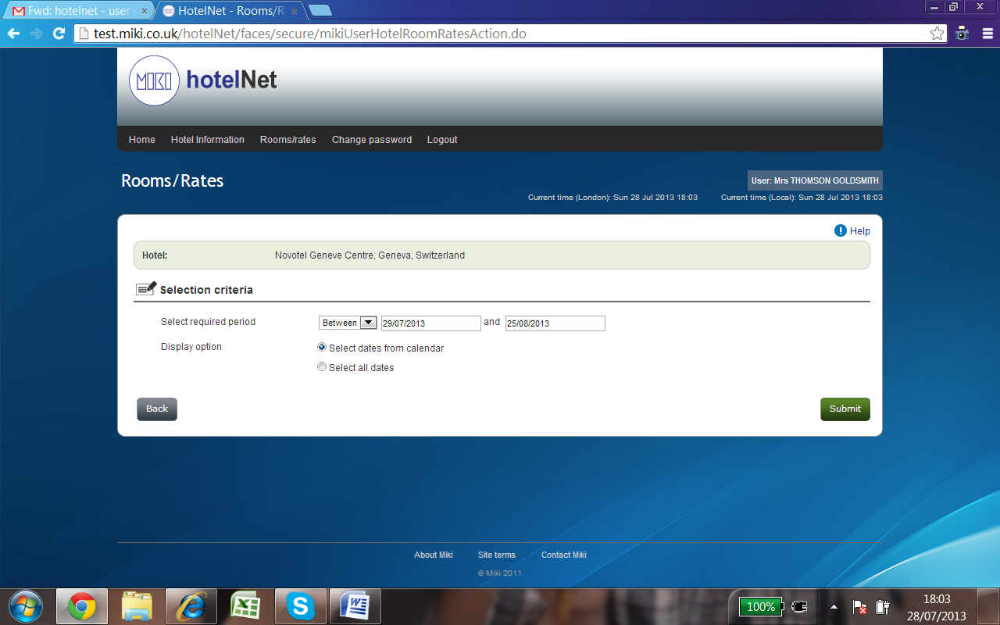 Fwd: hotelnet - user
HotelNet - Rooms/R
test.miki.co.uk/hotelNet/faces/secure/mikiUserHotelRoomRatesAction.do
MIKI hotelNet
Home Hotel Information Rooms/rates Change password Logout
Rooms/Rates
User: Mrs THOMSON GOLDSMITH
Current time (London): Sun 28 Jul 2013 18:03 Current time (Local): Sun 28 Jul 2013 18:03
Help
Hotel: Novotel Geneve Centre, Geneva, Switzerland
Selection criteria
Select required period Between 29/07/2013 and 25/08/2013
Display option Select dates from calendar
Select all dates
Back Submit
About Miki Site terms Contact Miki
© Miki 2011
100%
18:03
28/07/2013